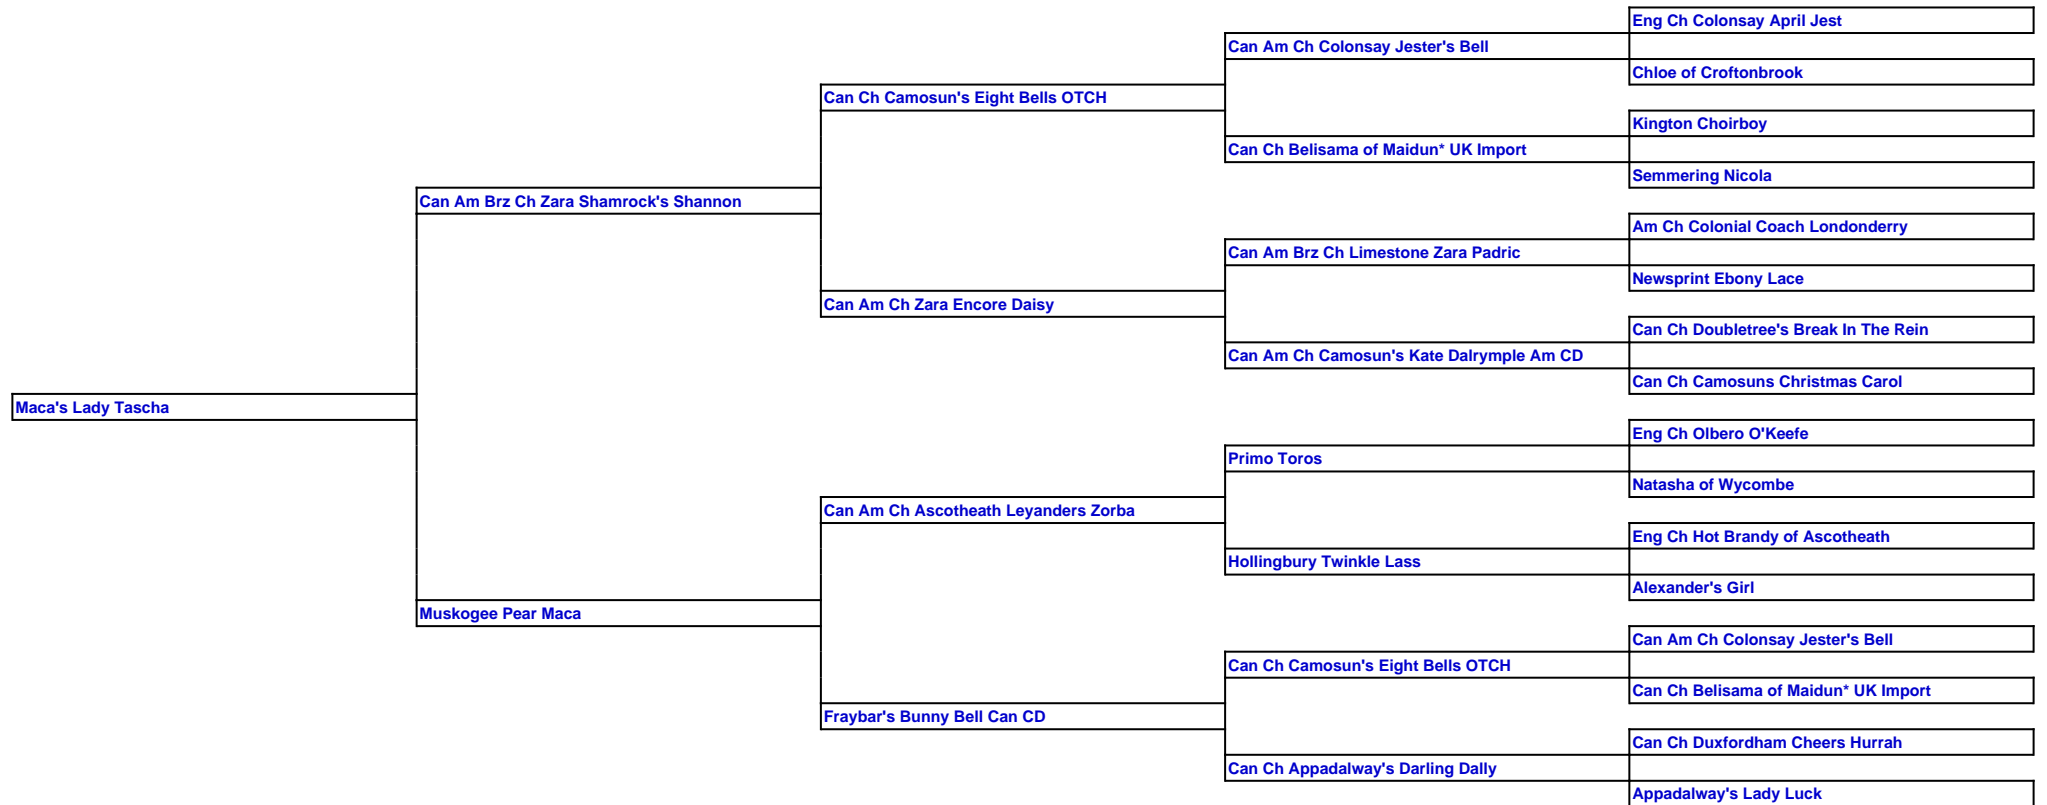 Eng Ch Colonsay April Jest
Can Am Ch Colonsay Jester's Bell
Chloe of Croftonbrook
Can Ch Camosun's Eight Bells OTCH
Kington Choirboy
Can Ch Belisama of Maidun* UK Import
Semmering Nicola
Can Am Brz Ch Zara Shamrock's Shannon
Am Ch Colonial Coach Londonderry
Can Am Brz Ch Limestone Zara Padric
Newsprint Ebony Lace
Can Am Ch Zara Encore Daisy
Can Ch Doubletree's Break In The Rein
Can Am Ch Camosun's Kate Dalrymple Am CD
Can Ch Camosuns Christmas Carol
Maca's Lady Tascha
Eng Ch Olbero O'Keefe
Primo Toros
Natasha of Wycombe
Can Am Ch Ascotheath Leyanders Zorba
Eng Ch Hot Brandy of Ascotheath
Hollingbury Twinkle Lass
Alexander's Girl
Muskogee Pear Maca
Can Am Ch Colonsay Jester's Bell
Can Ch Camosun's Eight Bells OTCH
Can Ch Belisama of Maidun* UK Import
Fraybar's Bunny Bell Can CD
Can Ch Duxfordham Cheers Hurrah
Can Ch Appadalway's Darling Dally
Appadalway's Lady Luck